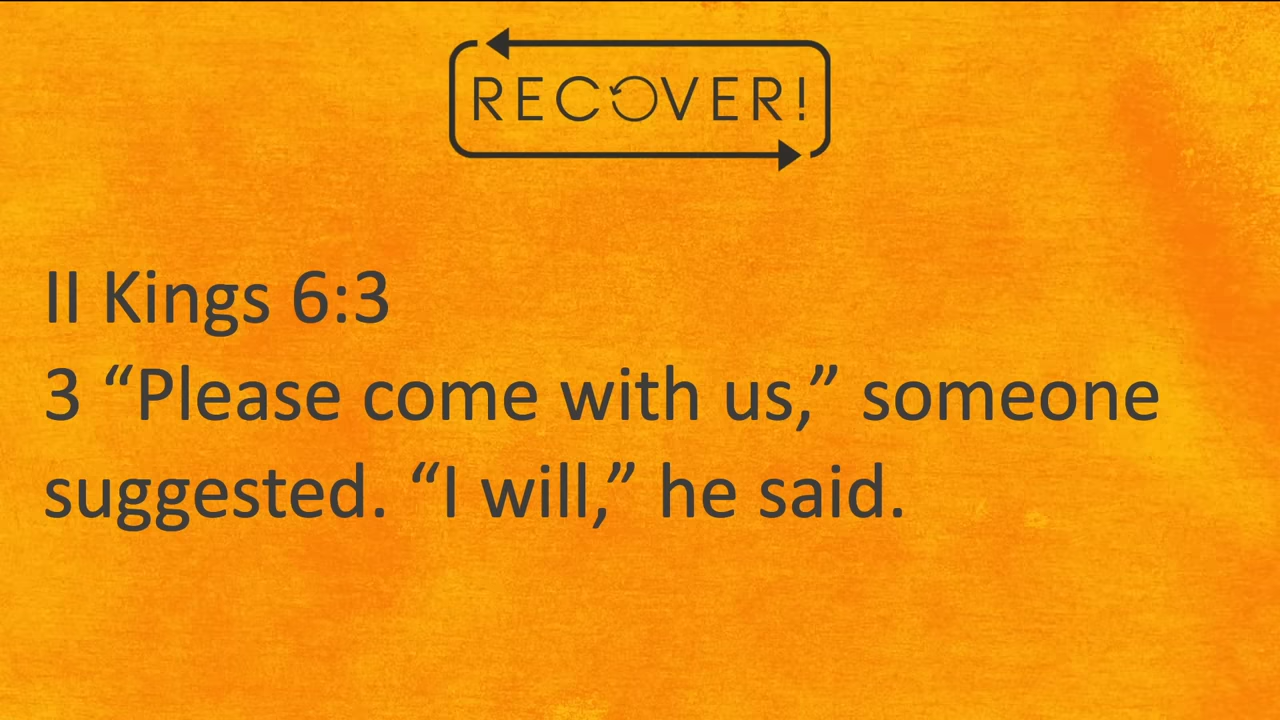 RECOVER!
II Kings 6:3
3 “Please come with us,” someone
suggested. “I will,” he said.